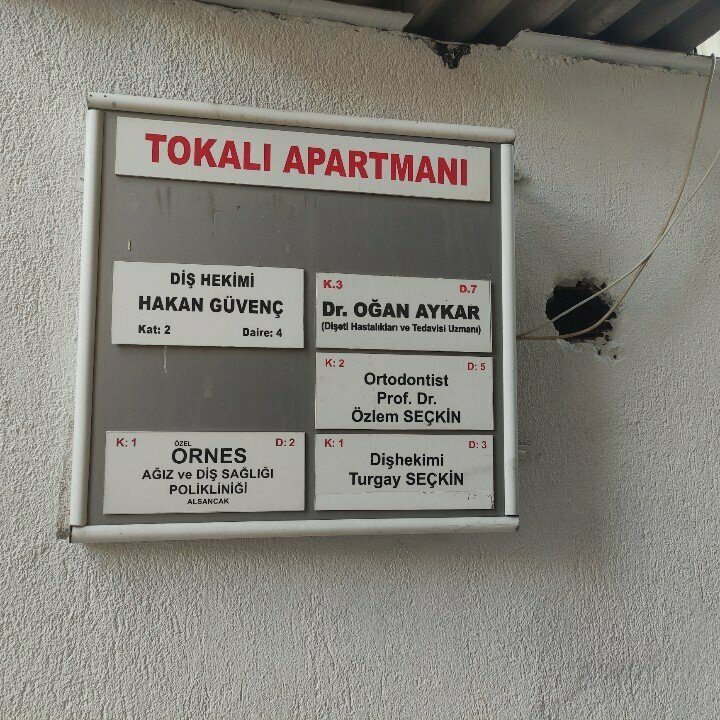 TOKALI APARTMANI
DİŞ HEKİMİ
HAKAN GÜVENÇ
Kat: 2 Daire: 4
K.3 D.7
Dr. OĞAN AYKAR
(Dişeti Hastalıkları ve Tedavisi Uzmanı)
K: 2 D: 5
Ortodontist
Prof. Dr.
Özlem SEÇKİN
K: 1 D: 2
ÖZEL
ORNES
AĞIZ ve DİŞ SAĞLIĞI
POLİKLİNİĞİ
ALSANCAK
K: 1 D: 3
Dişhekimi
Turgay SEÇKİN